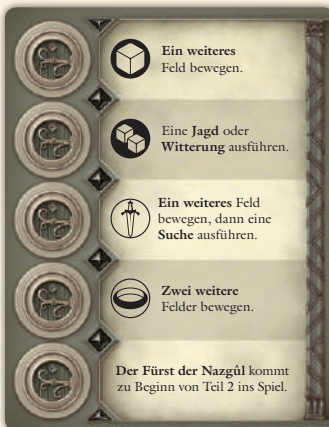 Ein weiteres
Feld bewegen.
Eine Jagd oder
Witterung ausführen.
Ein weiteres Feld
bewegen, dann eine
Suche ausführen.
Zwei weitere
Felder bewegen.
Der Fürst der Nazgûl kommt
zu Beginn von Teil 2 ins Spiel.